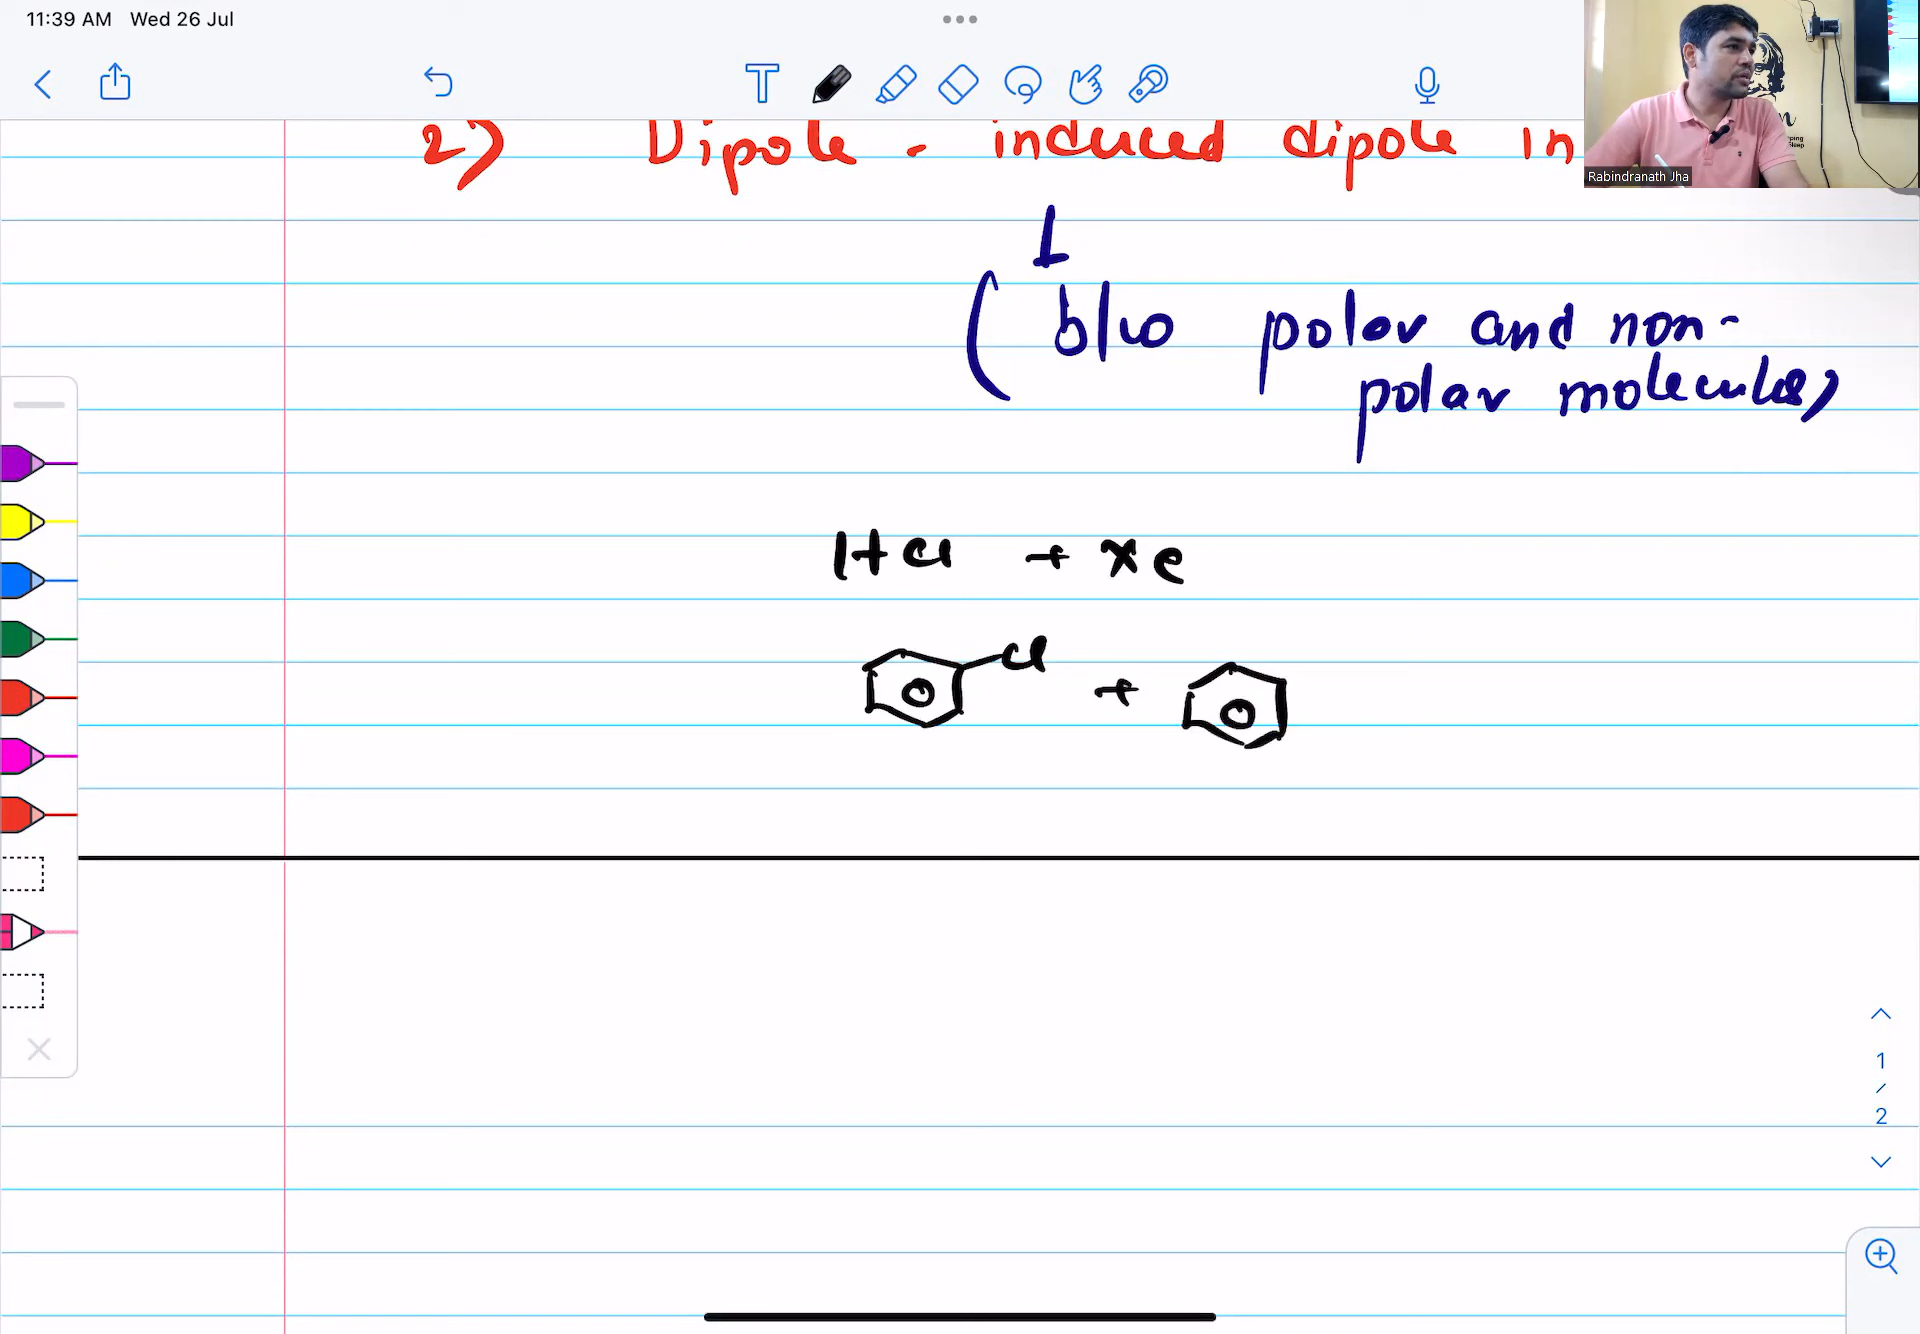 11:39 AM Wed 26 Jul
2) Dipole - induced dipole in
Rabindranath Jha
( b/w polar and non-
polar molecules)
HCl + Xe
Cl
+
1
/
2